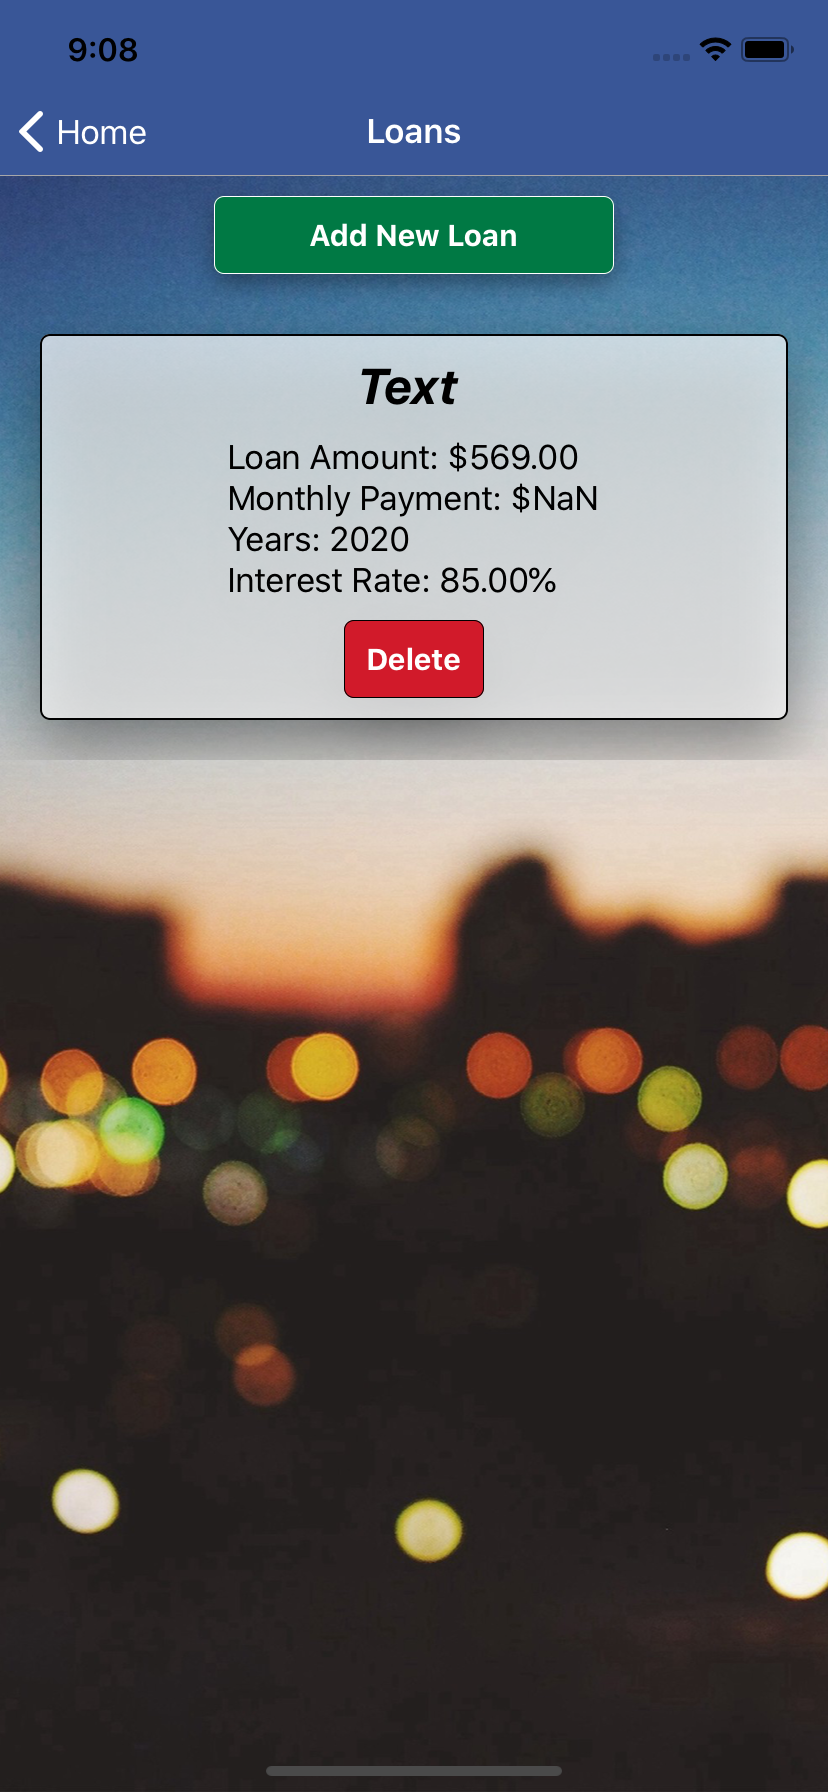 9:08
Home
Loans
Add New Loan
Text
Loan Amount: $569.00
Monthly Payment: $NaN
Years: 2020
Interest Rate: 85.00%
Delete